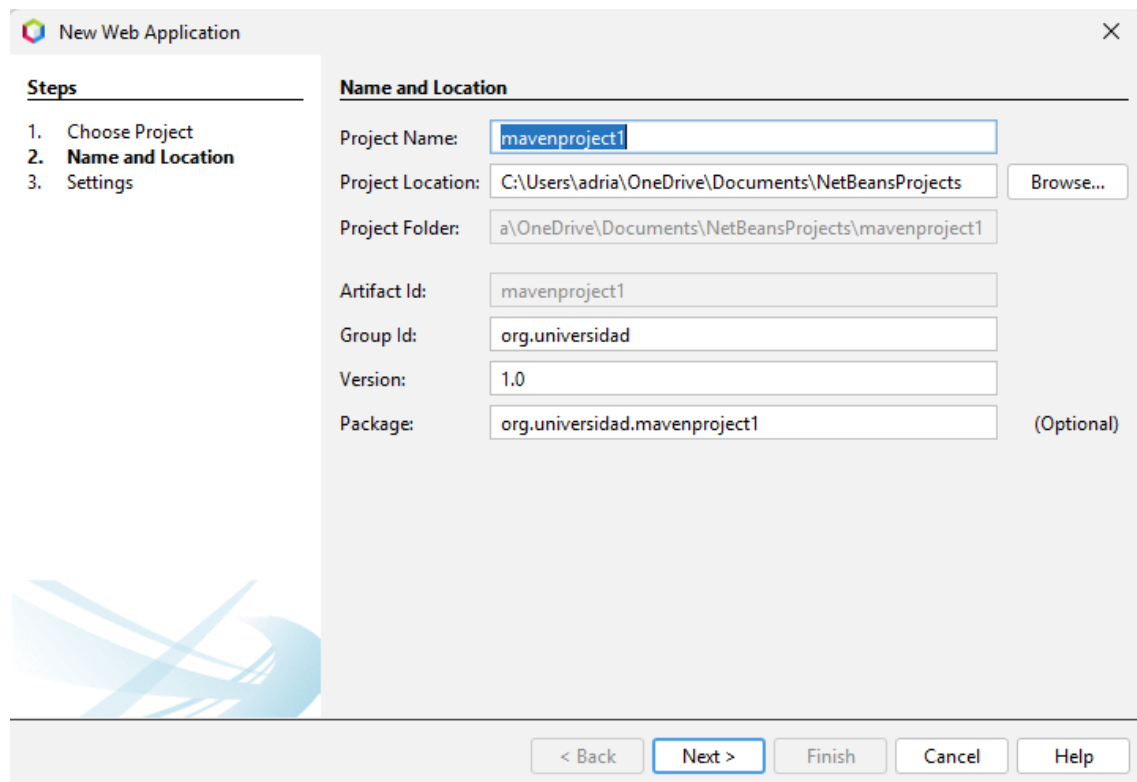 New Web Application
Steps
1. Choose Project
2. Name and Location
3. Settings
Name and Location
Project Name: mavenproject1
Project Location: C:\Users\adria\OneDrive\Documents\NetBeansProjects Browse...
Project Folder: a\OneDrive\Documents\NetBeansProjects\mavenproject1
Artifact Id: mavenproject1
Group Id: org.universidad
Version: 1.0
Package: org.universidad.mavenproject1 (Optional)
< Back Next > Finish Cancel Help